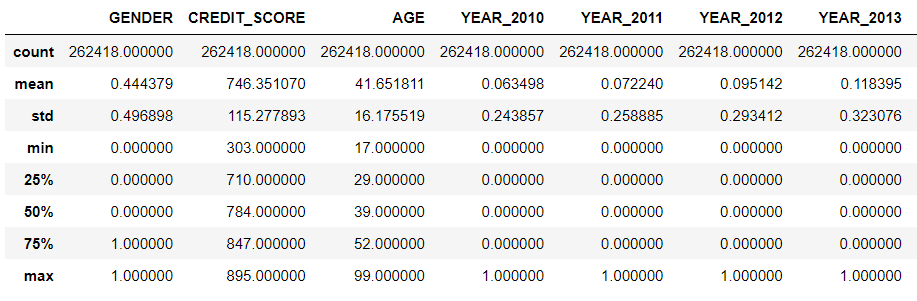 GENDER CREDIT_SCORE AGE YEAR_2010 YEAR_2011 YEAR_2012 YEAR_2013
count 262418.000000 262418.000000 262418.000000 262418.000000 262418.000000 262418.000000 262418.000000
mean 0.444379 746.351070 41.651811 0.063498 0.072240 0.095142 0.118395
std 0.496898 115.277893 16.175519 0.243857 0.258885 0.293412 0.323076
min 0.000000 303.000000 17.000000 0.000000 0.000000 0.000000 0.000000
25% 0.000000 710.000000 29.000000 0.000000 0.000000 0.000000 0.000000
50% 0.000000 784.000000 39.000000 0.000000 0.000000 0.000000 0.000000
75% 1.000000 847.000000 52.000000 0.000000 0.000000 0.000000 0.000000
max 1.000000 895.000000 99.000000 1.000000 1.000000 1.000000 1.000000